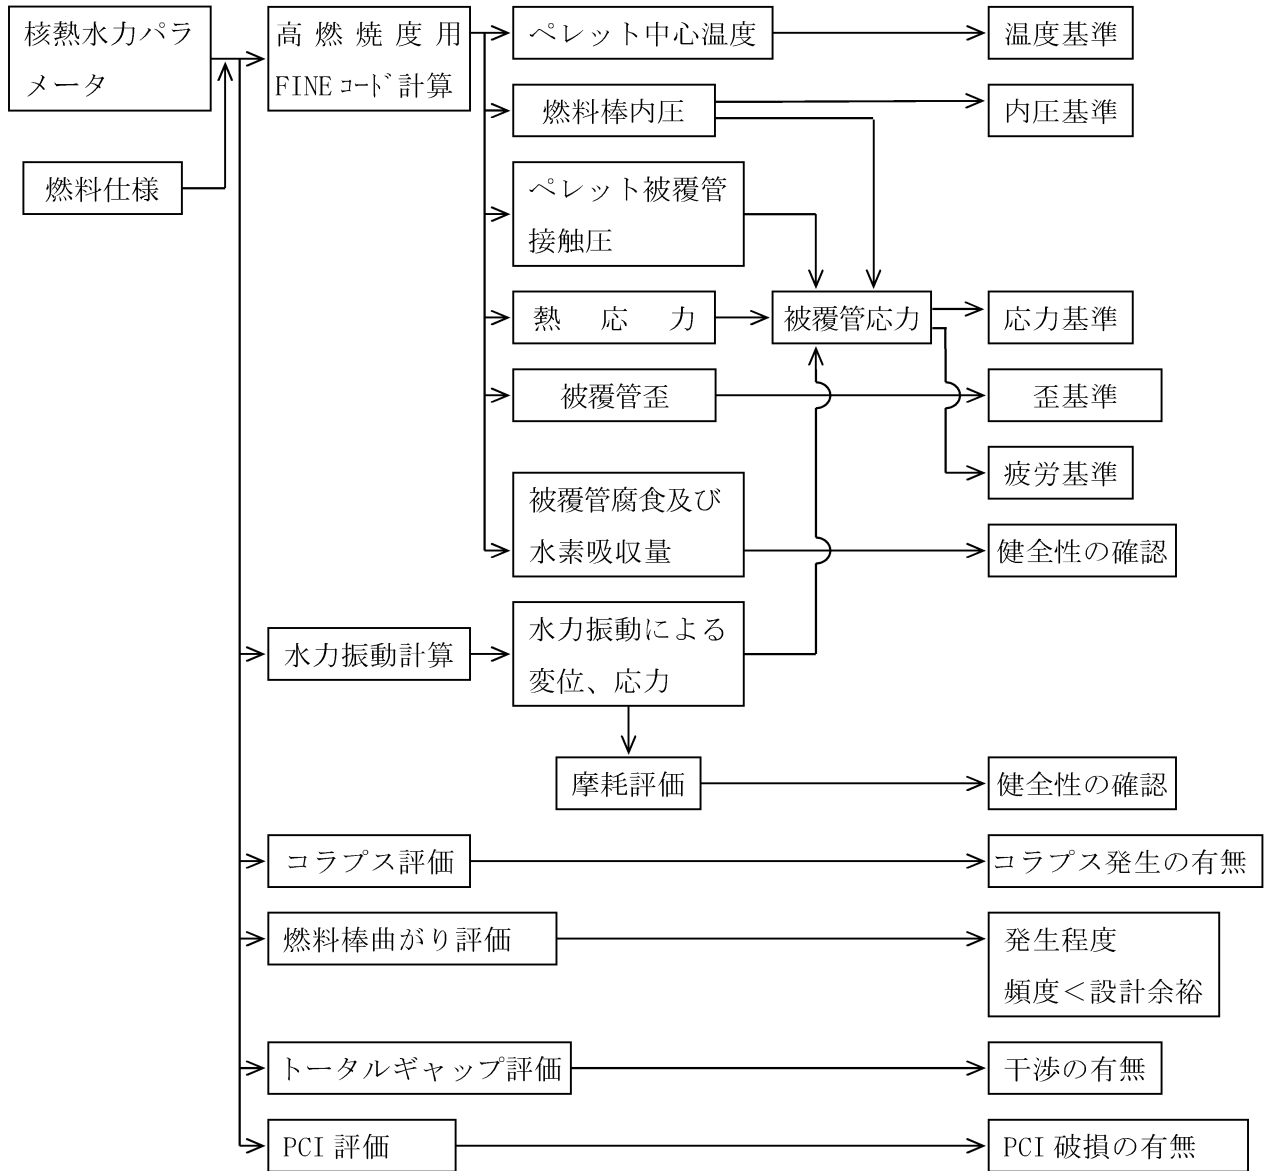 核熱水力パラ
メータ
燃料仕様
高燃焼度用
FINEｺｰﾄﾞ計算
ペレット中心温度
温度基準
燃料棒内圧
内圧基準
ペレット被覆管
接触圧
熱応力
被覆管応力
応力基準
被覆管歪
歪基準
疲労基準
被覆管腐食及び
水素吸収量
健全性の確認
水力振動計算
水力振動による
変位、応力
摩耗評価
健全性の確認
コラプス評価
コラプス発生の有無
燃料棒曲がり評価
発生程度
頻度＜設計余裕
トータルギャップ評価
干渉の有無
PCI 評価
PCI 破損の有無